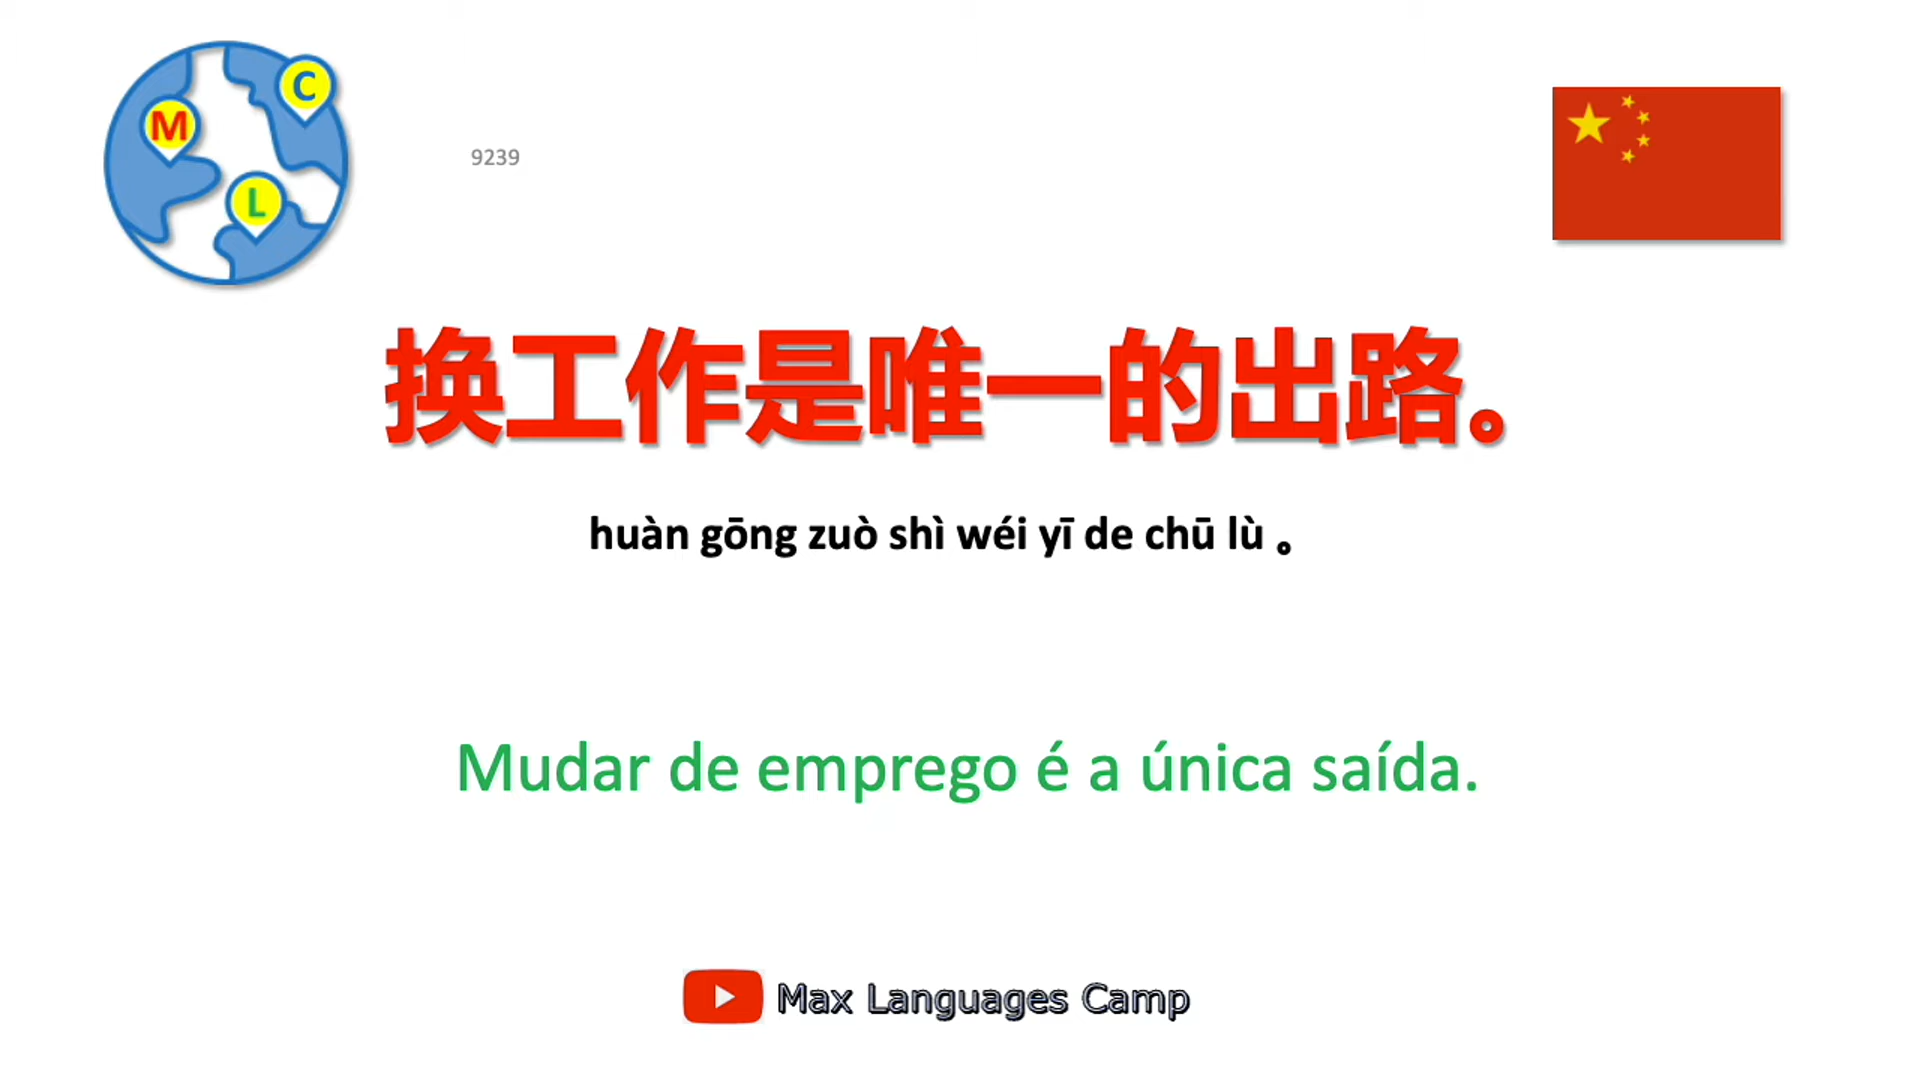 M
C
L
9239
换工作是唯一的出路。
huàn gōng zuò shì wéi yī de chū lù 。
Mudar de emprego é a única saída.
Max Languages Camp